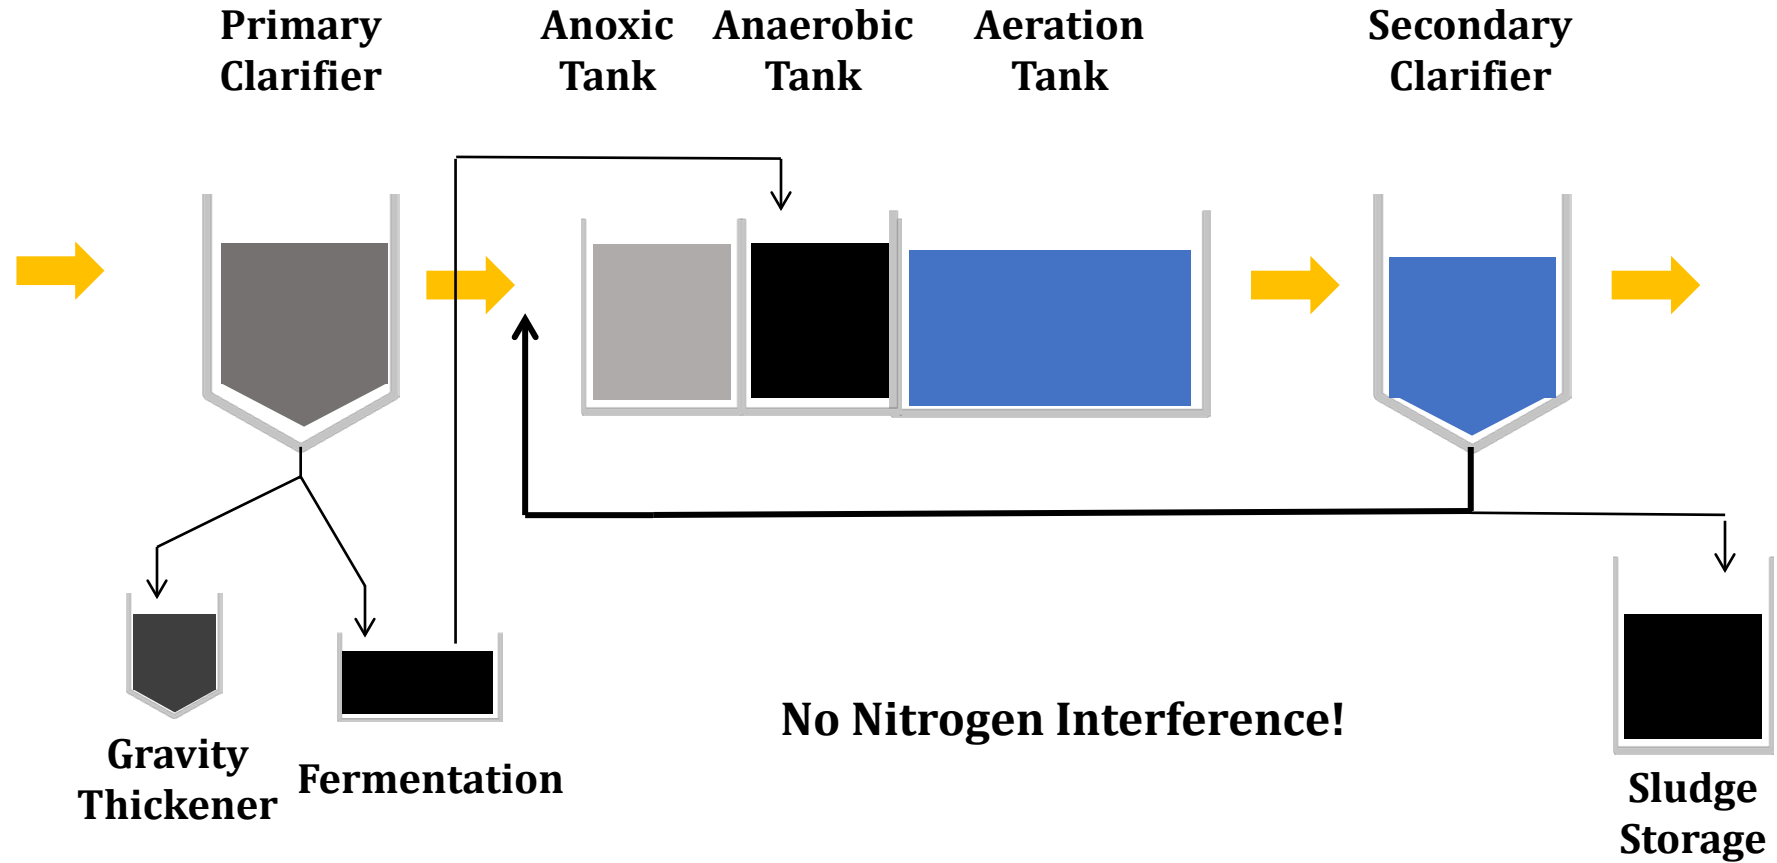 Primary
Clarifier
Anoxic
Tank
Anaerobic
Tank
Aeration
Tank
Secondary
Clarifier
No Nitrogen Interference!
Gravity
Thickener
Fermentation
Sludge
Storage